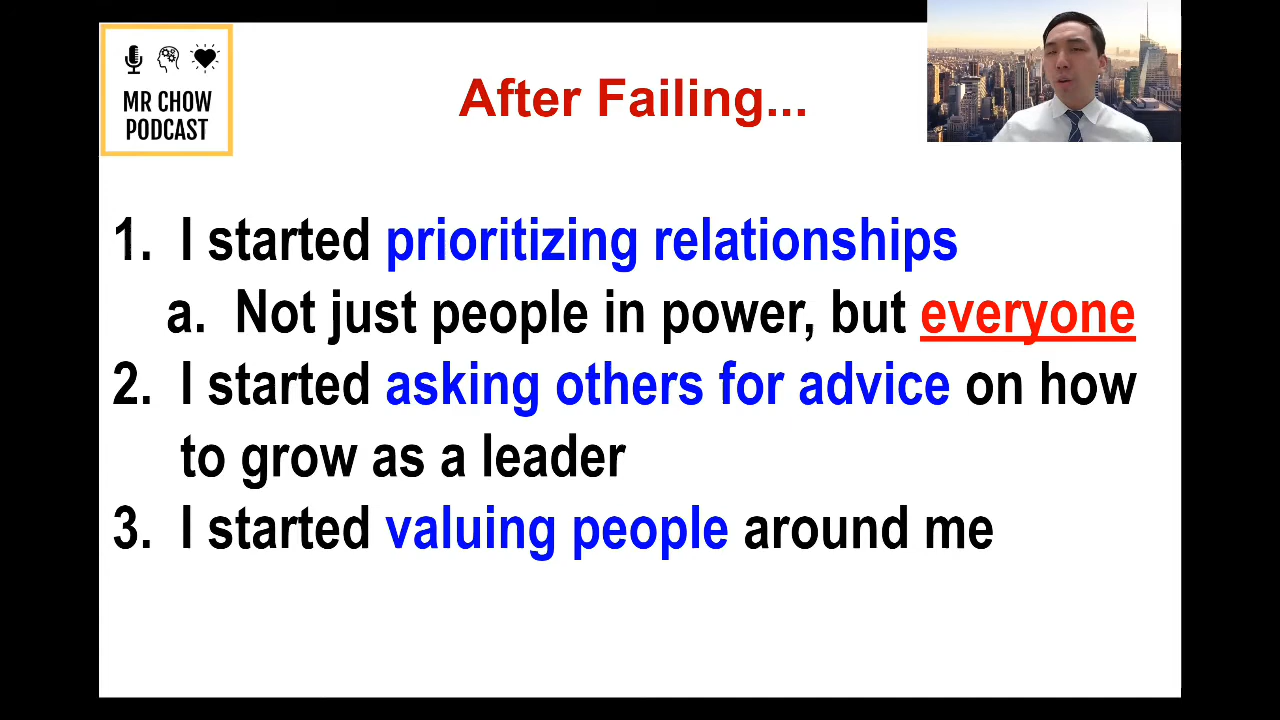 MR CHOW
PODCAST
After Failing...
1. I started prioritizing relationships
a. Not just people in power, but everyone
2. I started asking others for advice on how
to grow as a leader
3. I started valuing people around me